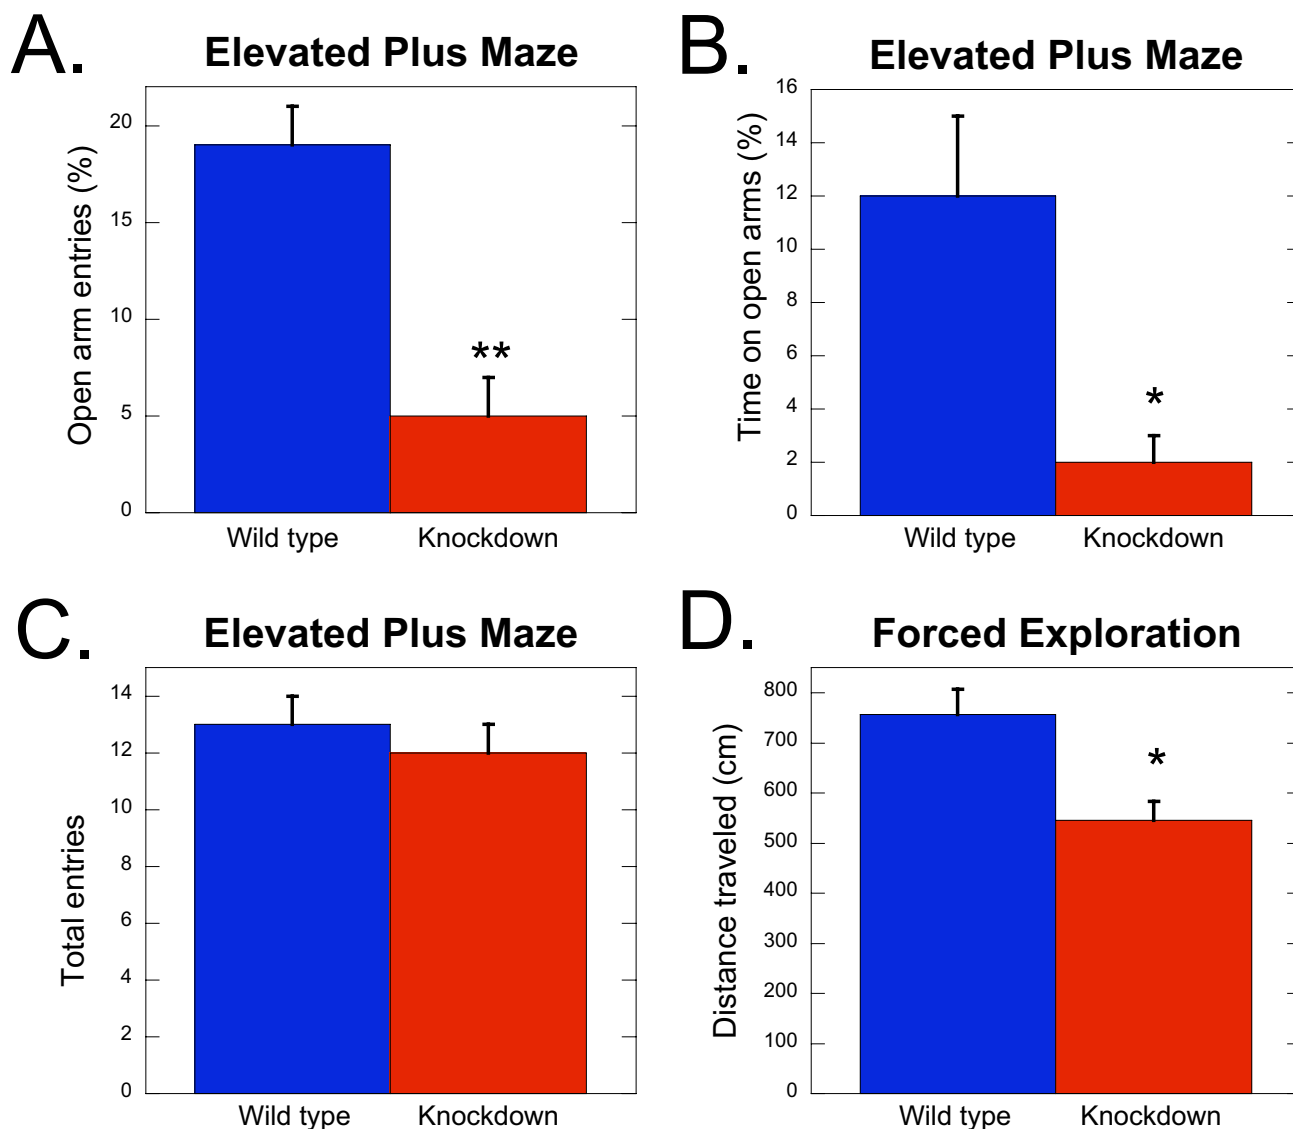 A.
Elevated Plus Maze
Open arm entries (%)
20
15
10
5
0
**
Wild type
Knockdown
B.
Elevated Plus Maze
Time on open arms (%)
16
14
12
10
8
6
4
2
0
*
Wild type
Knockdown
C.
Elevated Plus Maze
Total entries
14
12
10
8
6
4
2
0
Wild type
Knockdown
D.
Forced Exploration
Distance traveled (cm)
800
700
600
500
400
300
200
100
0
*
Wild type
Knockdown